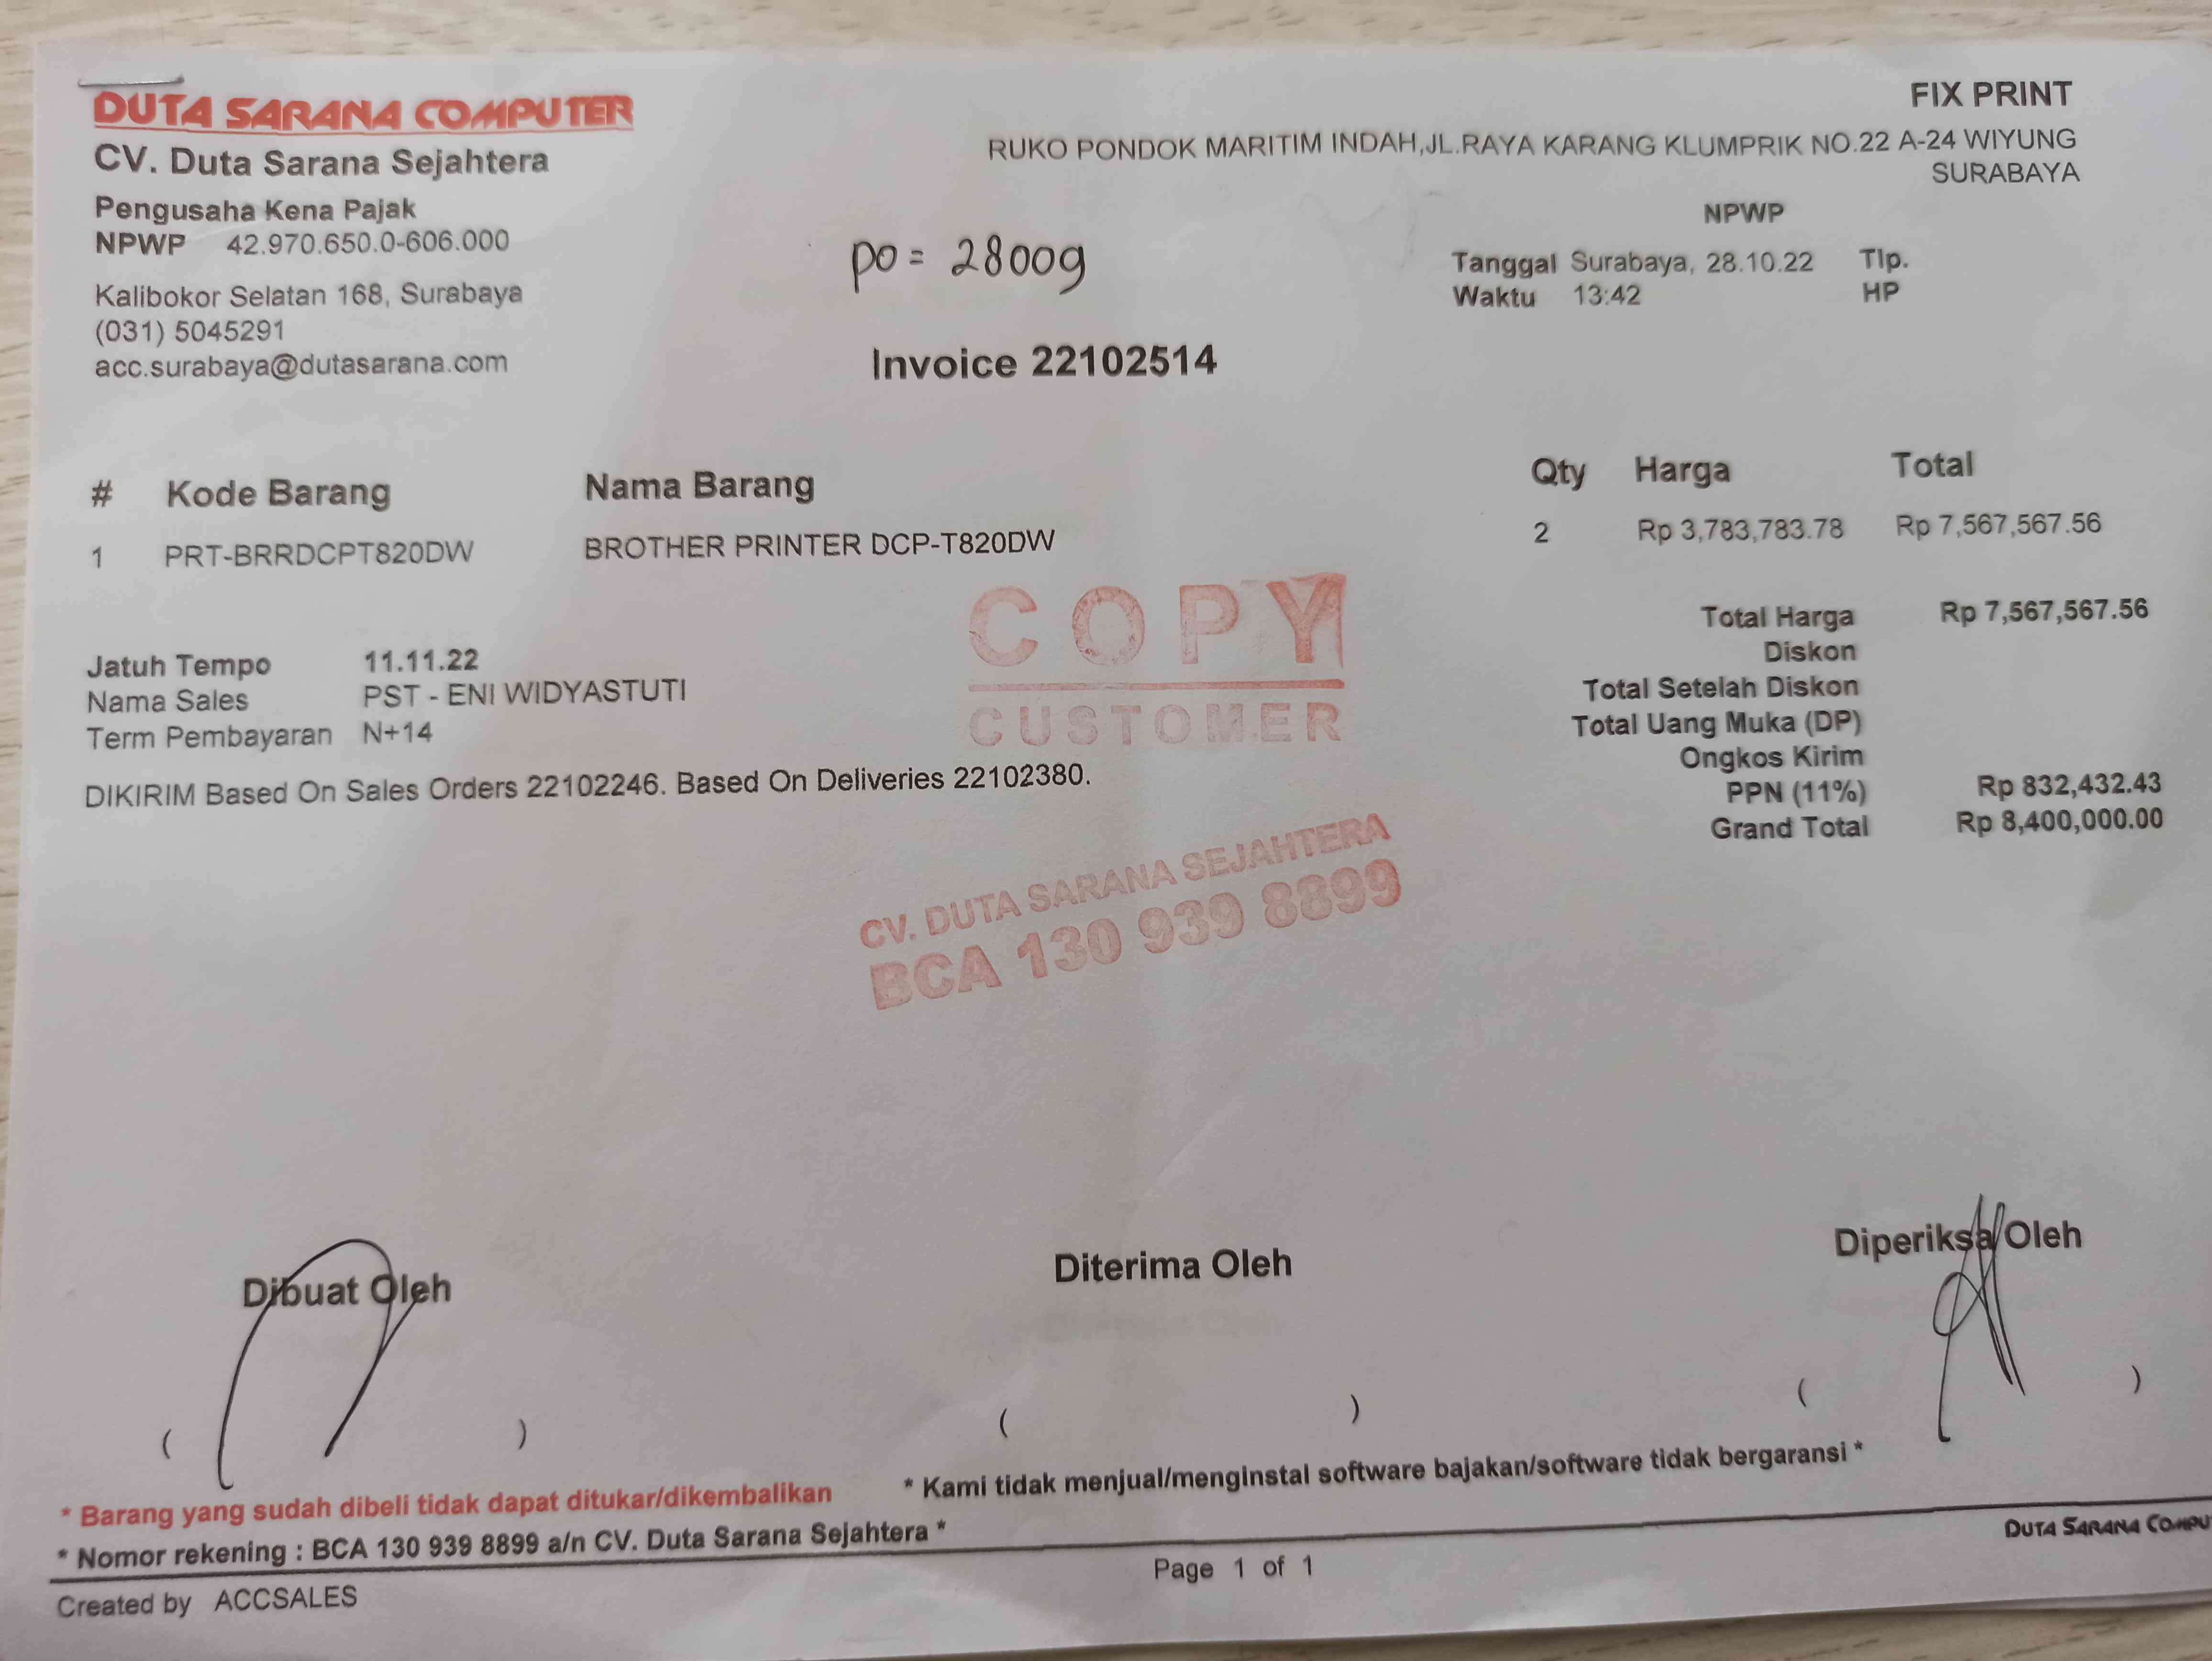 DUTA SARANA COMPUTER
CV. Duta Sarana Sejahtera
Pengusaha Kena Pajak
NPWP 42.970.650.0-606.000
Kalibokor Selatan 168, Surabaya
(031) 5045291
acc.surabaya@dutasarana.com
FIX PRINT
RUKO PONDOK MARITIM INDAH,JL.RAYA KARANG KLUMPRIK NO.22 A-24 WIYUNG
SURABAYA
NPWP
Tanggal Surabaya, 28.10.22 Tlp.
Waktu 13:42 HP
PO = 28009
Invoice 22102514
# Kode Barang Nama Barang Qty Harga Total
1 PRT-BRRDCPT820DW BROTHER PRINTER DCP-T820DW 2 Rp 3,783,783.78 Rp 7,567,567.56
Jatuh Tempo 11.11.22
Nama Sales PST - ENI WIDYASTUTI
Term Pembayaran N+14
DIKIRIM Based On Sales Orders 22102246. Based On Deliveries 22102380.
COPY
CUSTOMER
Total Harga Rp 7,567,567.56
Diskon
Total Setelah Diskon
Total Uang Muka (DP)
Ongkos Kirim
PPN (11%) Rp 832,432.43
Grand Total Rp 8,400,000.00
CV. DUTA SARANA SEJAHTERA
BCA 130 939 8899
Dibuat Oleh Diterima Oleh Diperiksa Oleh
( ) ( ) ( )
* Barang yang sudah dibeli tidak dapat ditukar/dikembalikan * Kami tidak menjual/menginstal software bajakan/software tidak bergaransi *
* Nomor rekening : BCA 130 939 8899 a/n CV. Duta Sarana Sejahtera *
DUTA SARANA COMPU
Created by ACCSALES Page 1 of 1